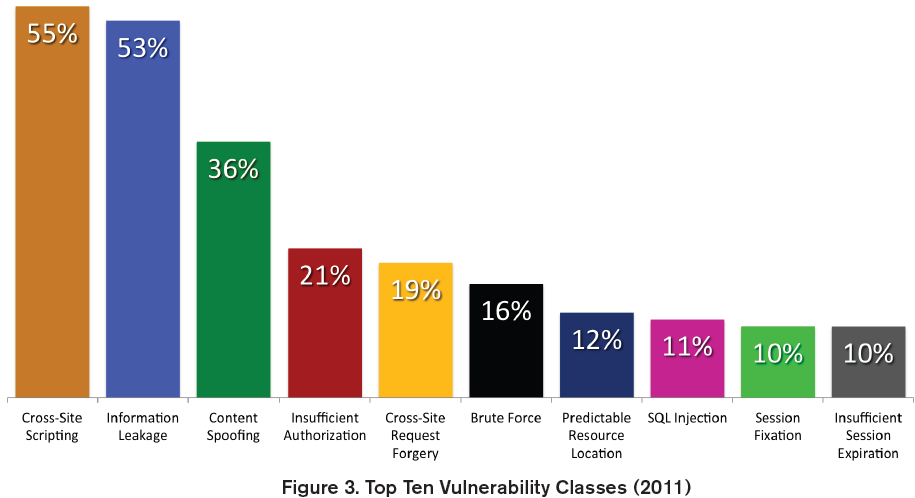 55%
53%
36%
21%
19%
16%
12%
11%
10%
10%
Cross-Site
Scripting
Information
Leakage
Content
Spoofing
Insufficient
Authorization
Cross-Site
Request
Forgery
Brute Force
Predictable
Resource
Location
SQL Injection
Session
Fixation
Insufficient
Session
Expiration
Figure 3. Top Ten Vulnerability Classes (2011)